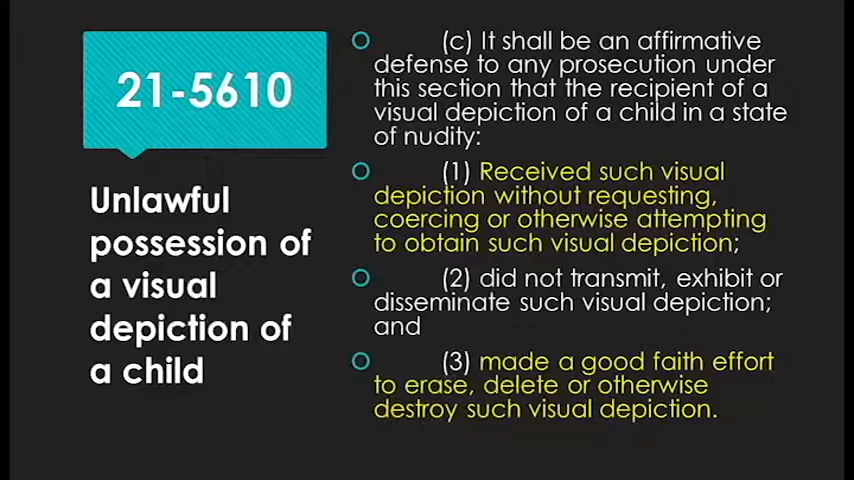 21-5610
Unlawful
possession of
a visual
depiction of
a child
(c) It shall be an affirmative
defense to any prosecution under
this section that the recipient of a
visual depiction of a child in a state
of nudity:
(1) Received such visual
depiction without requesting,
coercing or otherwise attempting
to obtain such visual depiction;
(2) did not transmit, exhibit or
disseminate such visual depiction;
and
(3) made a good faith effort
to erase, delete or otherwise
destroy such visual depiction.